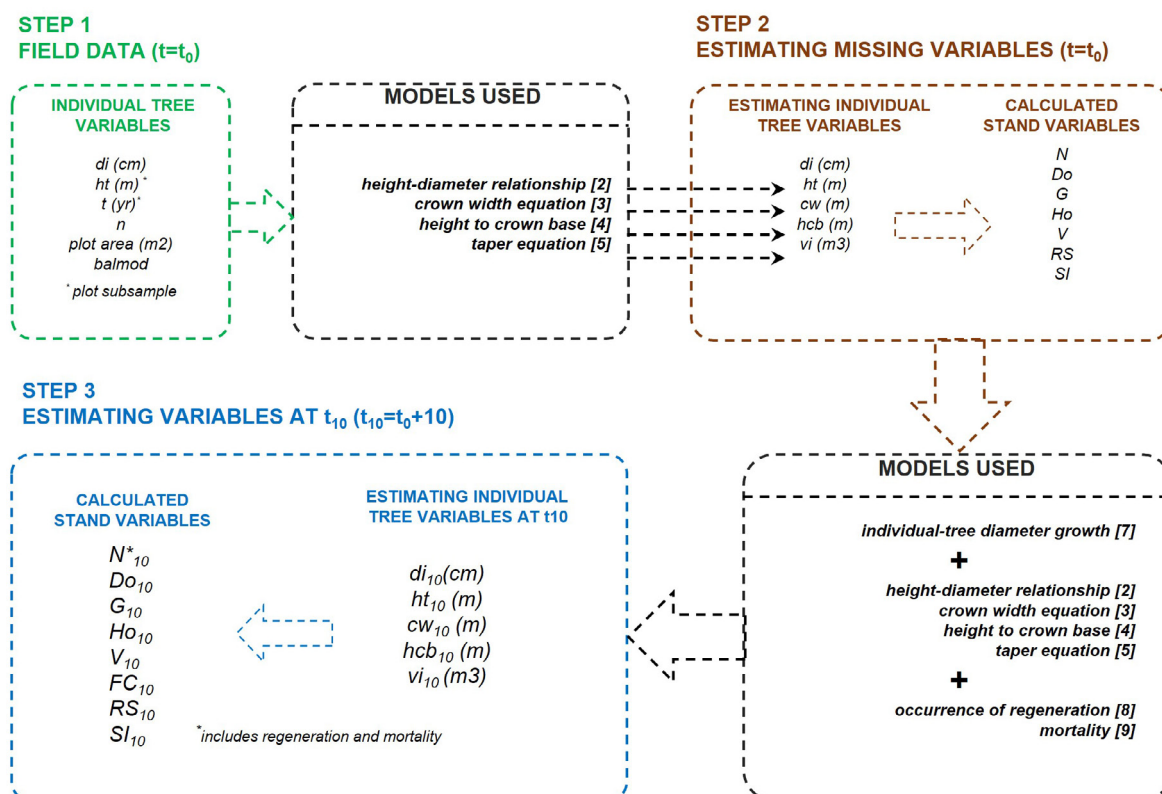 STEP 1
FIELD DATA (t=t₀)
INDIVIDUAL TREE
VARIABLES
di (cm)
ht (m) *
t (yr)*
n
plot area (m2)
balmod
* plot subsample
MODELS USED
height-diameter relationship [2]
crown width equation [3]
height to crown base [4]
taper equation [5]
STEP 2
ESTIMATING MISSING VARIABLES (t=t₀)
ESTIMATING INDIVIDUAL
TREE VARIABLES
di (cm)
ht (m)
cw (m)
hcb (m)
vi (m3)
CALCULATED
STAND VARIABLES
N
Do
G
Ho
V
RS
SI
MODELS USED
individual-tree diameter growth [7]
+
height-diameter relationship [2]
crown width equation [3]
height to crown base [4]
taper equation [5]
+
occurrence of regeneration [8]
mortality [9]
STEP 3
ESTIMATING VARIABLES AT t₁₀ (t₁₀=t₀+10)
ESTIMATING INDIVIDUAL
TREE VARIABLES AT t10
di₁₀(cm)
ht₁₀ (m)
cw₁₀ (m)
hcb₁₀ (m)
vi₁₀ (m3)
CALCULATED
STAND VARIABLES
N*₁₀
Do₁₀
G₁₀
Ho₁₀
V₁₀
FC₁₀
RS₁₀
SI₁₀
*includes regeneration and mortality